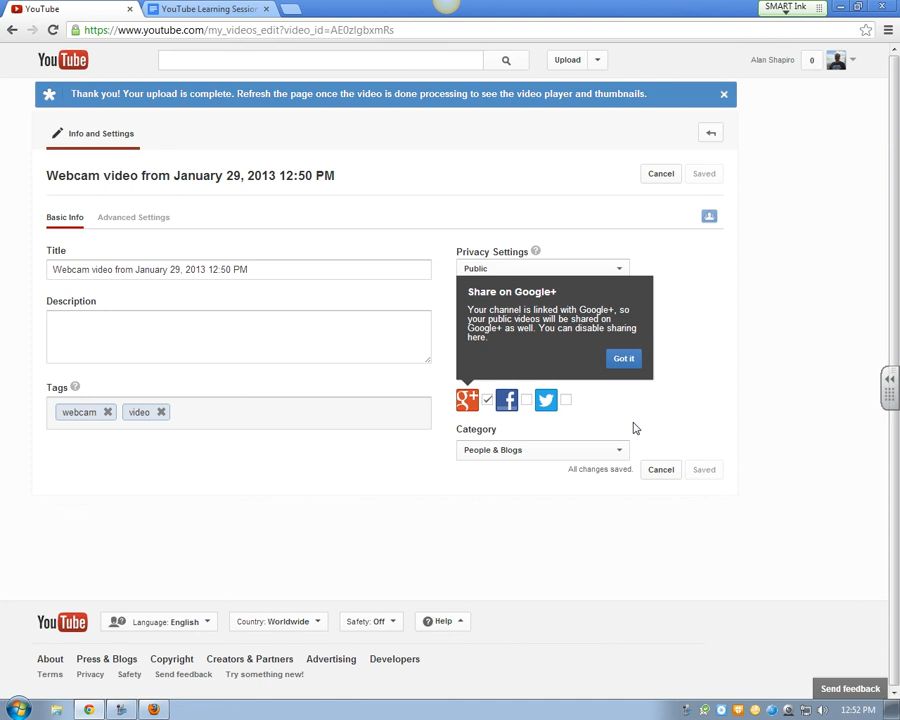 YouTube
YouTube Learning Session
SMART Ink
https://www.youtube.com/my_videos_edit?video_id=AE0zIgbxmRs
YouTube
Upload
Alan Shapiro
0
Thank you! Your upload is complete. Refresh the page once the video is done processing to see the video player and thumbnails.
Info and Settings
Webcam video from January 29, 2013 12:50 PM
Cancel
Saved
Basic Info
Advanced Settings
Title
Webcam video from January 29, 2013 12:50 PM
Description
Tags ?
webcam
video
Privacy Settings ?
Public
Share on Google+
Your channel is linked with Google+, so
your public videos will be shared on
Google+ as well. You can disable sharing
here.
Got it
g+
f
Category
People & Blogs
All changes saved.
Cancel
Saved
YouTube
Language: English
Country: Worldwide
Safety: Off
? Help
About
Press & Blogs
Copyright
Creators & Partners
Advertising
Developers
Terms
Privacy
Safety
Send feedback
Try something new!
Send feedback
12:52 PM